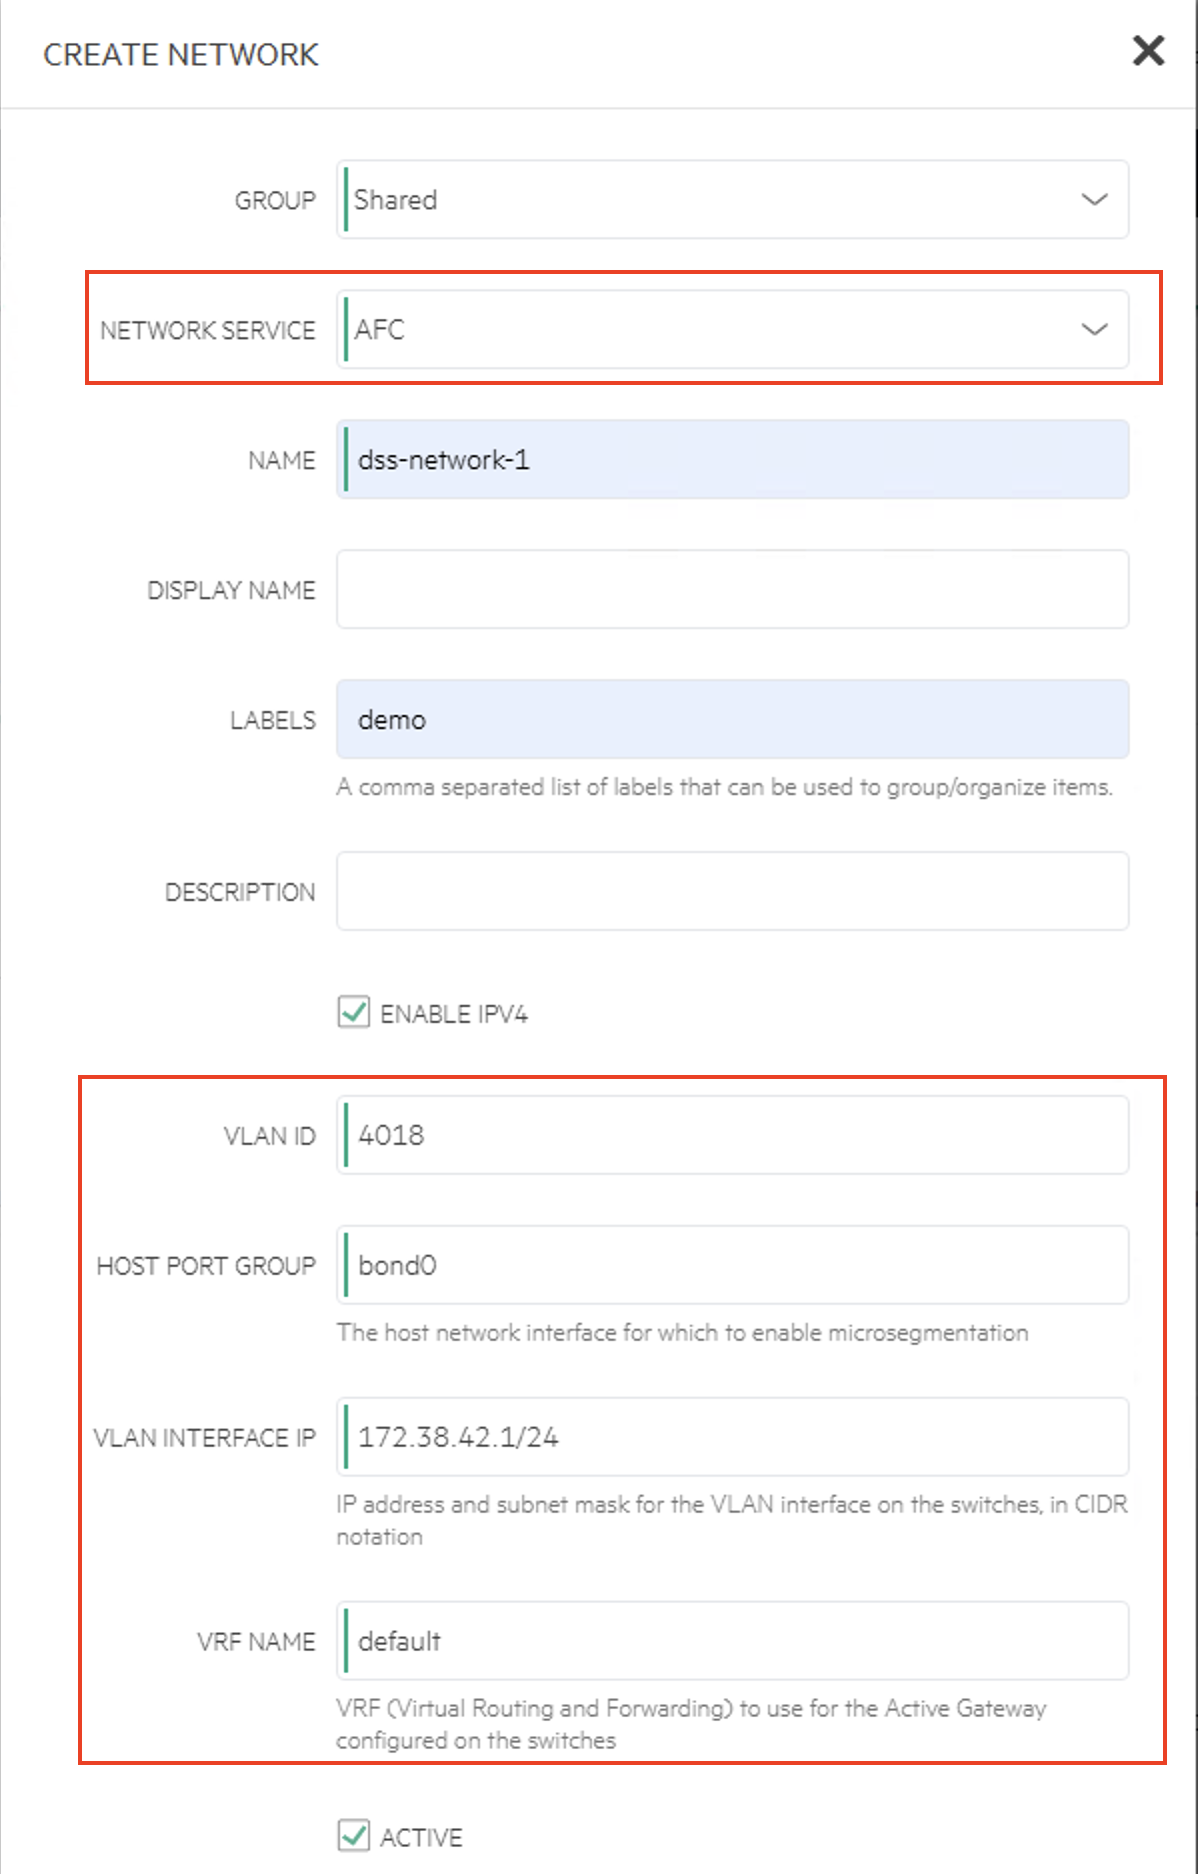 CREATE NETWORK
GROUP
Shared
NETWORK SERVICE
AFC
NAME
dss-network-1
DISPLAY NAME
LABELS
demo
A comma separated list of labels that can be used to group/organize items.
DESCRIPTION
ENABLE IPV4
VLAN ID
4018
HOST PORT GROUP
bond0
The host network interface for which to enable microsegmentation
VLAN INTERFACE IP
172.38.42.1/24
IP address and subnet mask for the VLAN interface on the switches, in CIDR
notation
VRF NAME
default
VRF (Virtual Routing and Forwarding) to use for the Active Gateway
configured on the switches
ACTIVE